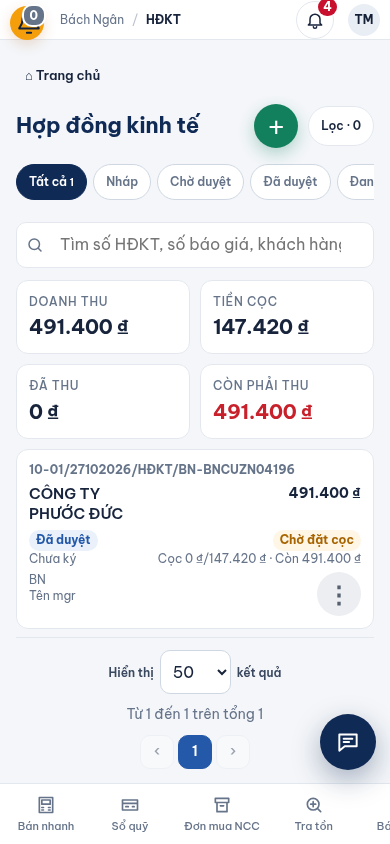 0
Bách Ngân / HĐKT
4
TM
Trang chủ
Hợp đồng kinh tế
+
Lọc · 0
Tất cả 1
Nháp
Chờ duyệt
Đã duyệt
Đan
Tìm số HĐKT, số báo giá, khách hàng
DOANH THU
491.400 ₫
TIỀN CỌC
147.420 ₫
ĐÃ THU
0 ₫
CÒN PHẢI THU
491.400 ₫
10-01/27102026/HĐKT/BN-BNCUZN04196
CÔNG TY PHƯỚC ĐỨC
491.400 ₫
Đã duyệt
Chờ đặt cọc
Chưa ký
Cọc 0 ₫/147.420 ₫ · Còn 491.400 ₫
BN
Tên mgr
Hiển thị 50 kết quả
Từ 1 đến 1 trên tổng 1
‹ 1 ›
Bán nhanh
Sổ quỹ
Đơn mua NCC
Tra tồn